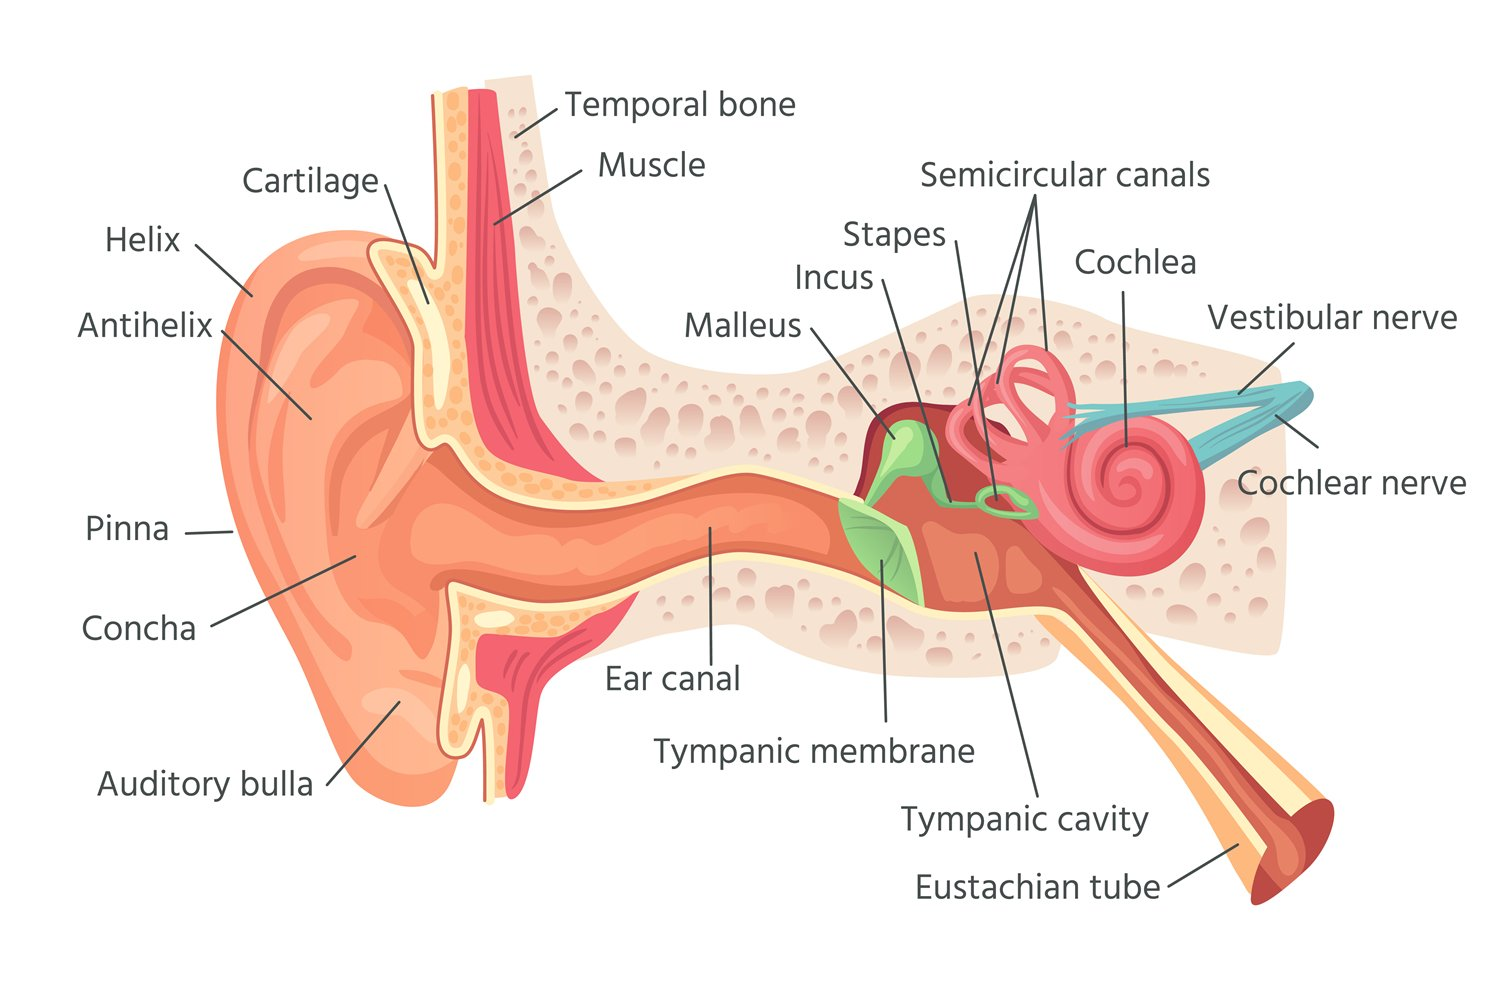 Temporal bone
Muscle
Cartilage
Semicircular canals
Helix
Stapes
Cochlea
Incus
Antihelix
Malleus
Vestibular nerve
Cochlear nerve
Pinna
Concha
Ear canal
Tympanic membrane
Auditory bulla
Tympanic cavity
Eustachian tube